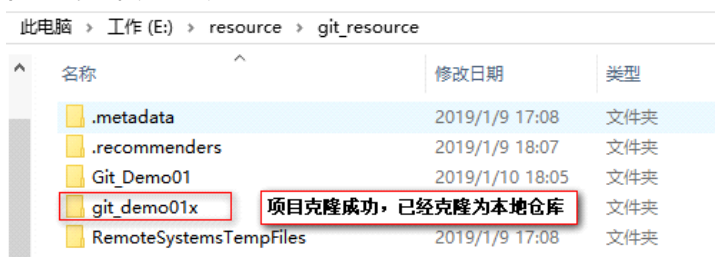 此电脑 > 工作 (E:) > resource > git_resource
名称 修改日期 类型
.metadata 2019/1/9 17:08 文件夹
.recommenders 2019/1/9 18:07 文件夹
Git_Demo01 2019/1/10 18:05 文件夹
git_demo01x 项目克隆成功，已经克隆为本地仓库 文件夹
RemoteSystemsTempFiles 2019/1/9 17:08 文件夹